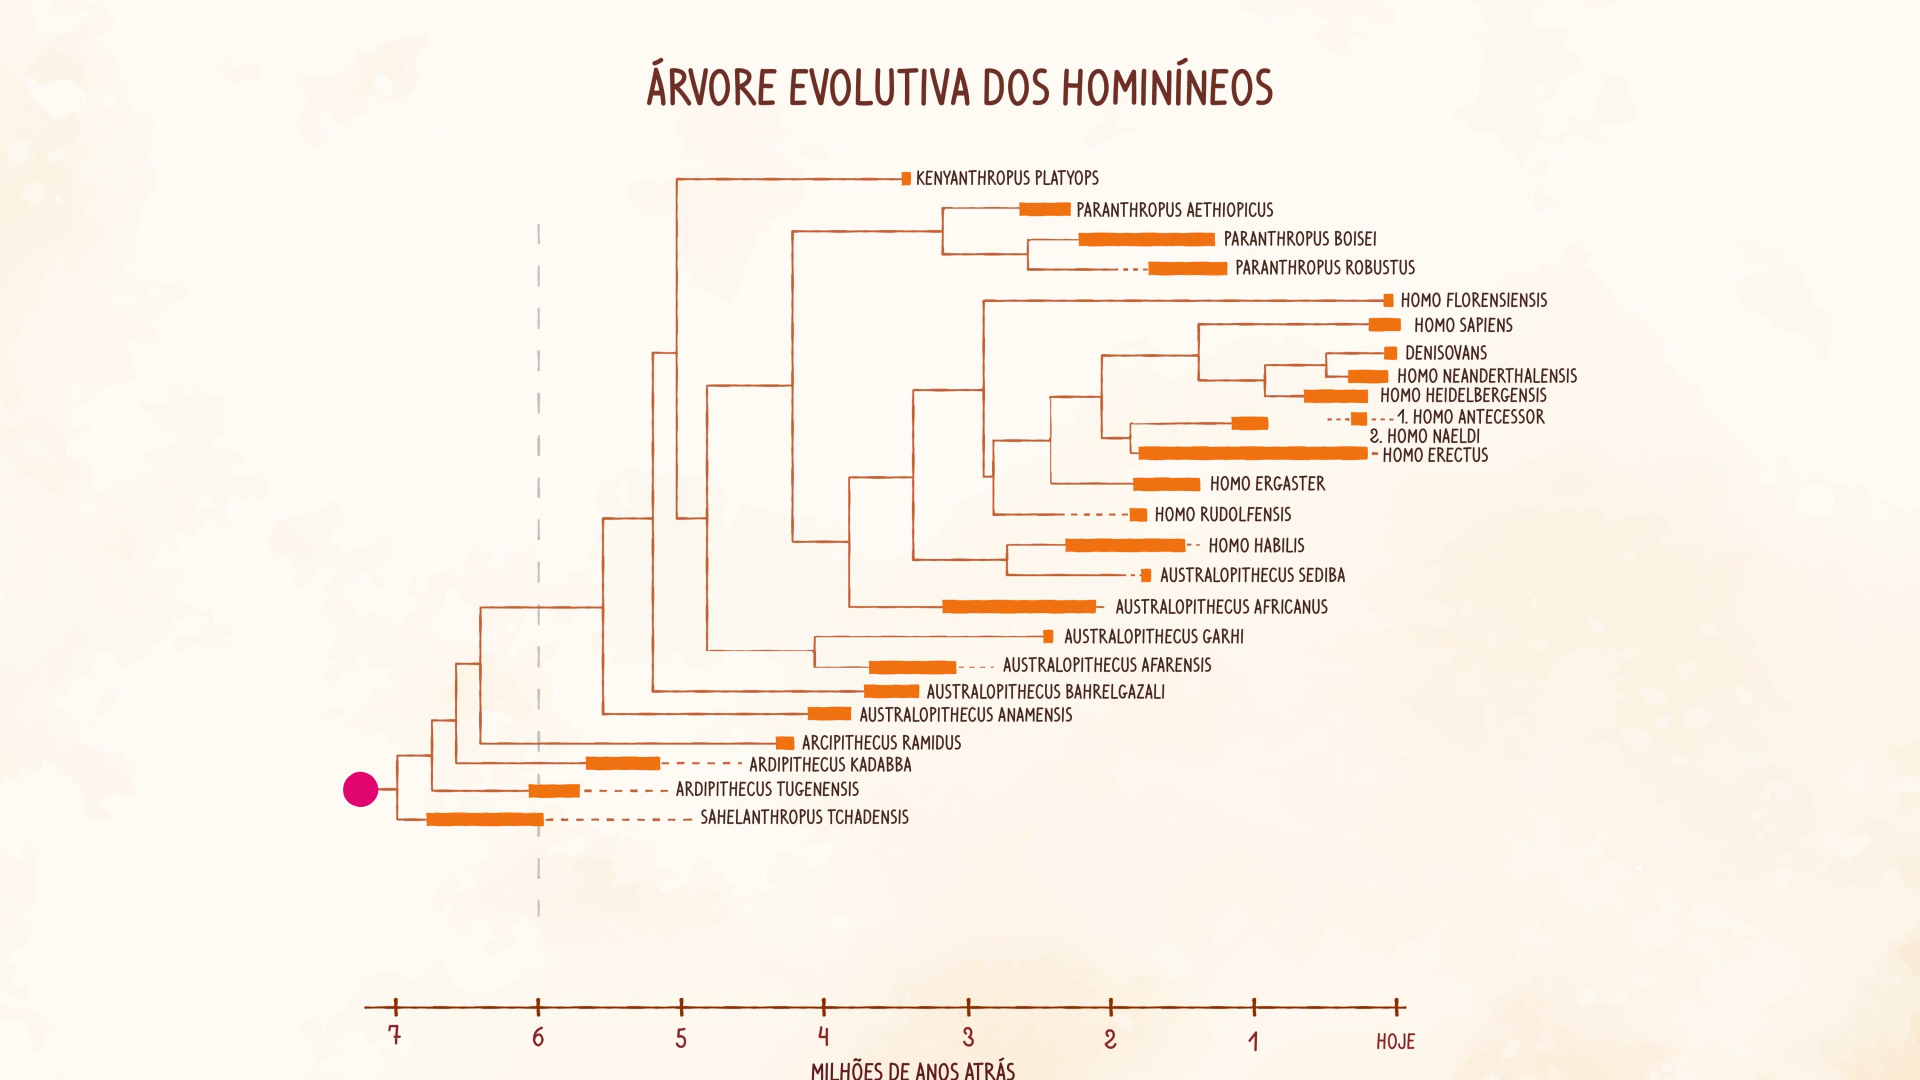 ÁRVORE EVOLUTIVA DOS HOMINÍNEOS
KENYANTHROPUS PLATYOPS
PARANTHROPUS AETHIOPICUS
PARANTHROPUS BOISEI
PARANTHROPUS ROBUSTUS
HOMO FLORENSIENSIS
HOMO SAPIENS
DENISOVANS
HOMO NEANDERTHALENSIS
HOMO HEIDELBERGENSIS
1. HOMO ANTECESSOR
2. HOMO NAELDI
HOMO ERECTUS
HOMO ERGASTER
HOMO RUDOLFENSIS
HOMO HABILIS
AUSTRALOPITHECUS SEDIBA
AUSTRALOPITHECUS AFRICANUS
AUSTRALOPITHECUS GARHI
AUSTRALOPITHECUS AFARENSIS
AUSTRALOPITHECUS BAHRELGAZALI
AUSTRALOPITHECUS ANAMENSIS
ARCIPITHECUS RAMIDUS
ARDIPITHECUS KADABBA
ARDIPITHECUS TUGENENSIS
SAHELANTHROPUS TCHADENSIS
7 6 5 4 3 2 1 HOJE
MILHÕES DE ANOS ATRÁS